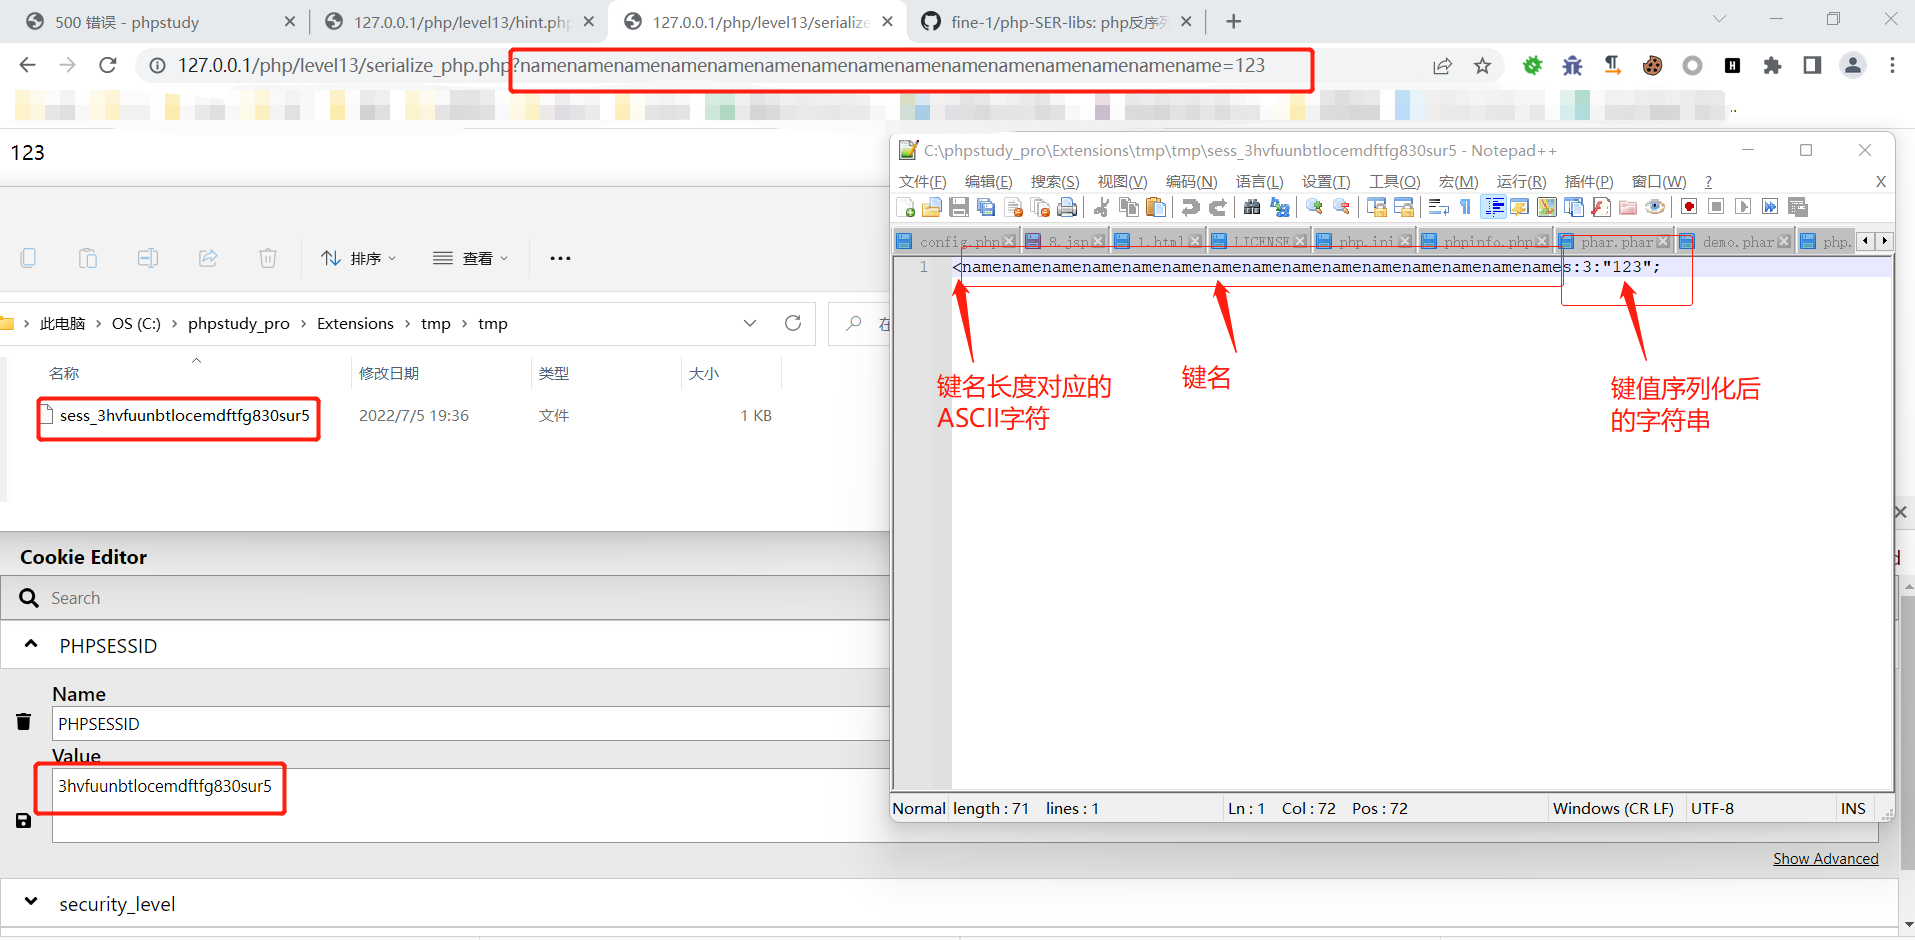 500 错误 - phpstudy
127.0.0.1/php/level13/hint.php
127.0.0.1/php/level13/serialize
fine-1/php-SER-libs: php反序列
127.0.0.1/php/level13/serialize_php.php?namenamenamenamenamenamenamenamenamenamenamenamenamenamename=123
123
C:\phpstudy_pro\Extensions\tmp\tmp\sess_3hvfuunbtlocemdftfg830sur5 - Notepad++
文件(F) 编辑(E) 搜索(S) 视图(V) 编码(N) 语言(L) 设置(T) 工具(O) 宏(M) 运行(R) 插件(P) 窗口(W) ? X
config.php 8.jsp 1.html LICENSE php.ini phpinfo.php phar.phar demo.phar php.
1 <namenamenamenamenamenamenamenamenamenamenamenamenamenamenames:3:"123";
键名长度对应的
ASCII字符
键名
键值序列化后
的字符串
排序 查看
此电脑 OS (C:) phpstudy_pro Extensions tmp tmp 在
名称 修改日期 类型 大小
sess_3hvfuunbtlocemdftfg830sur5 2022/7/5 19:36 文件 1 KB
Cookie Editor
Search
PHPSESSID
Name
PHPSESSID
Value
3hvfuunbtlocemdftfg830sur5
Normal length : 71 lines : 1 Ln : 1 Col : 72 Pos : 72 Windows (CR LF) UTF-8 INS
Show Advanced
security_level